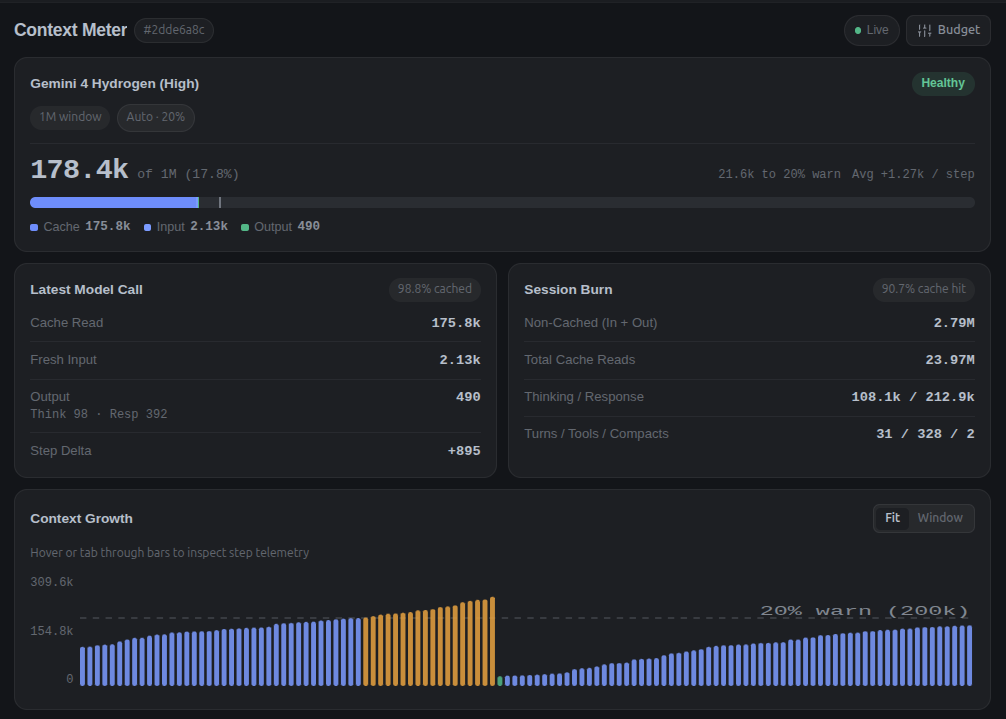 Context Meter #2dde6a8c Live Budget
Gemini 4 Hydrogen (High) Healthy
1M window Auto · 20%
178.4k of 1M (17.8%) 21.6k to 20% warn Avg +1.27k / step
Cache 175.8k Input 2.13k Output 490
Latest Model Call 98.8% cached
Cache Read 175.8k
Fresh Input 2.13k
Output 490
Think 98 · Resp 392
Step Delta +895
Session Burn 90.7% cache hit
Non-Cached (In + Out) 2.79M
Total Cache Reads 23.97M
Thinking / Response 108.1k / 212.9k
Turns / Tools / Compacts 31 / 328 / 2
Context Growth Fit Window
Hover or tab through bars to inspect step telemetry
309.6k
20% warn (200k)
154.8k
0